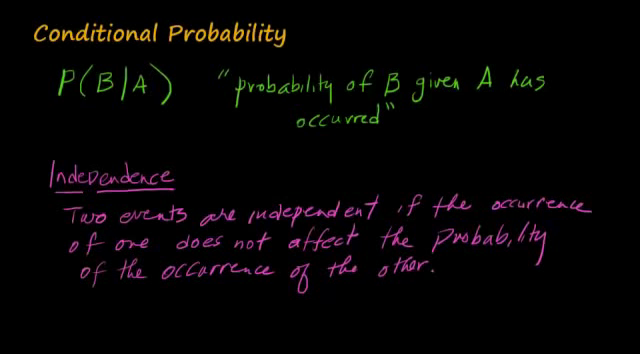 Conditional Probability
P(B|A) "probability of B given A has
occurred"
Independence
Two events are independent if the occurrence
of one does not affect the probability
of the occurrence of the other.